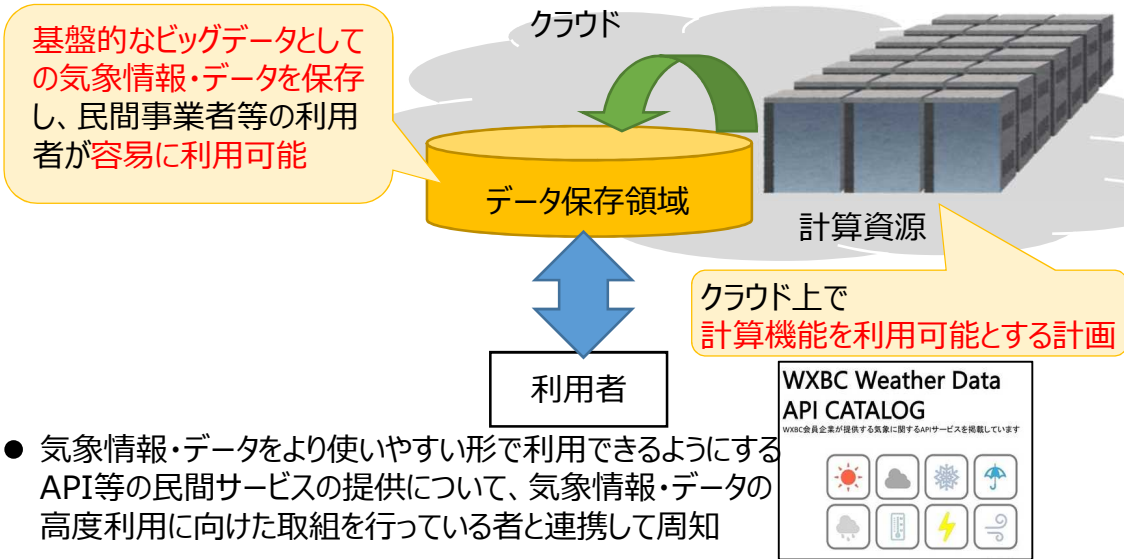 クラウド
基盤的なビッグデータとして
の気象情報・データを保存
し、民間事業者等の利用
者が容易に利用可能
データ保存領域
計算資源
クラウド上で
計算機能を利用可能とする計画
利用者
WXBC Weather Data
API CATALOG
WXBC会員企業が提供する気象に関するAPIサービスを掲載しています
● 気象情報・データをより使いやすい形で利用できるようにする
API等の民間サービスの提供について、気象情報・データの
高度利用に向けた取組を行っている者と連携して周知